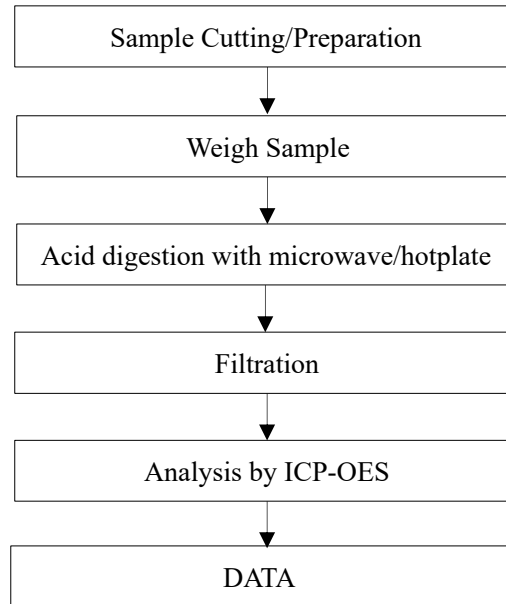 Sample Cutting/Preparation
Weigh Sample
Acid digestion with microwave/hotplate
Filtration
Analysis by ICP-OES
DATA